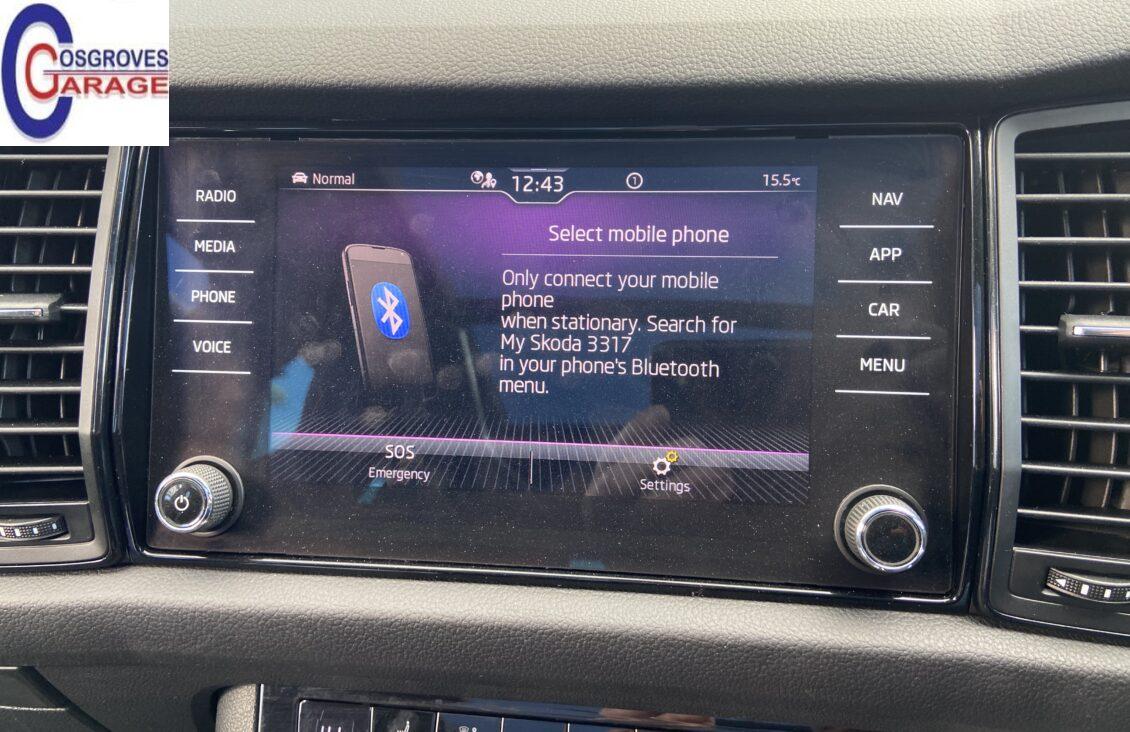 COSGROVES
GARAGE
RADIO
MEDIA
PHONE
VOICE
Normal
12:43
1
15.5°C
Select mobile phone
Only connect your mobile
phone
when stationary. Search for
My Skoda 3317
in your phone's Bluetooth
menu.
SOS
Emergency
Settings
NAV
APP
CAR
MENU